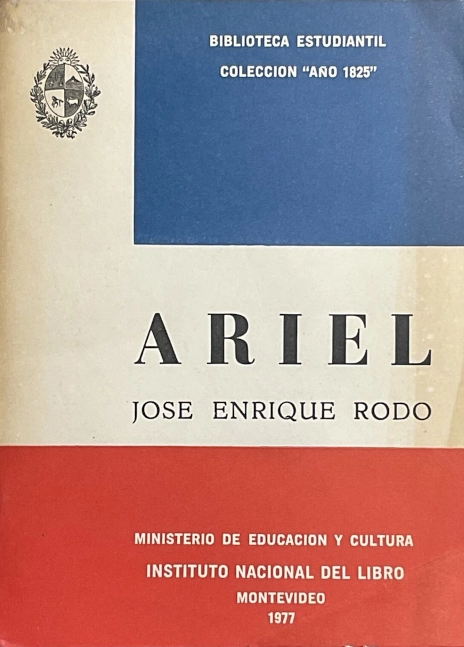 BIBLIOTECA ESTUDIANTIL
COLECCION "AÑO 1825"
ARIEL
JOSE ENRIQUE RODO
MINISTERIO DE EDUCACION Y CULTURA
INSTITUTO NACIONAL DEL LIBRO
MONTEVIDEO
1977